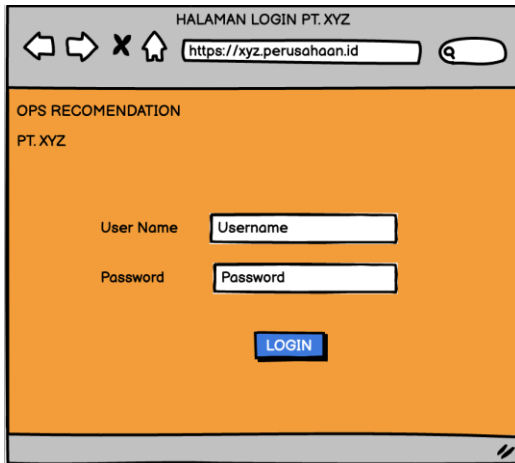 HALAMAN LOGIN PT. XYZ
https://xyz.perusahaan.id
OPS RECOMENDATION
PT. XYZ
User Name Username
Password Password
LOGIN